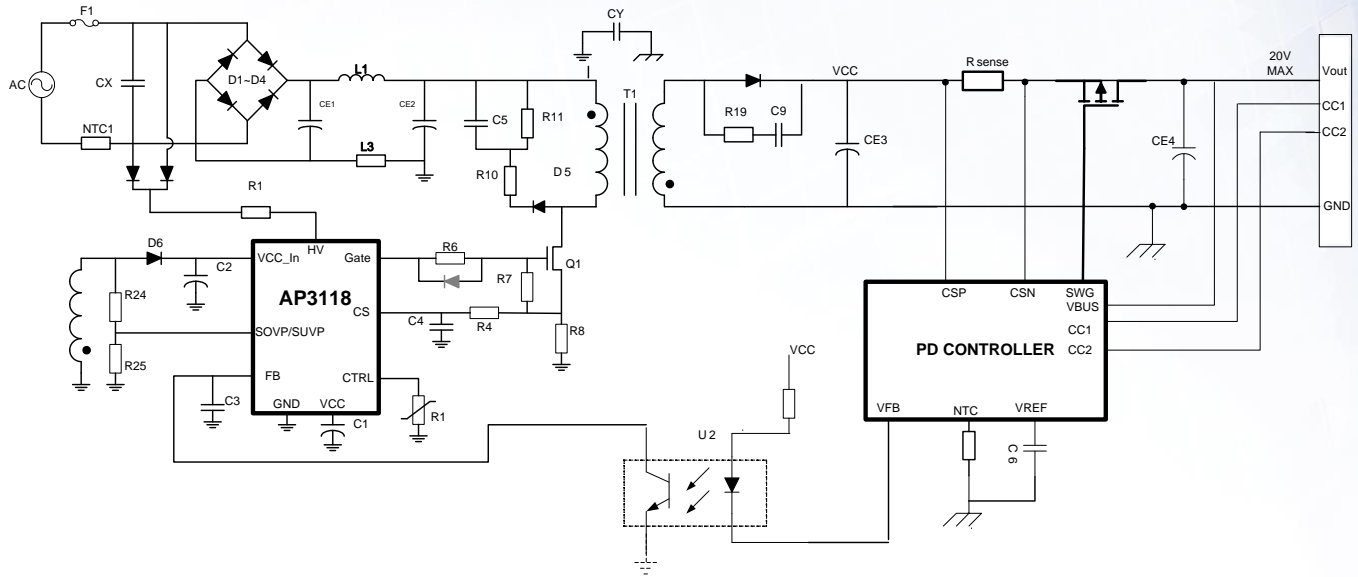 F1
CY
AC
CX
D1~D4
L1
CE1
CE2
C5
R11
T1
NTC1
L3
R10
D 5
R19
C9
VCC
R sense
20V
MAX
Vout
CC1
CC2
CE3
CE4
GND
R1
D6
C2
VCC_In
HV
Gate
AP3118
CS
SOVP/SUVP
FB
CTRL
GND
VCC
R24
R25
C3
C1
R1
R6
R7
Q1
C4
R4
R8
CSP
CSN
SWG
VBUS
CC1
CC2
PD CONTROLLER
VFB
NTC
VREF
C 6
VCC
U 2